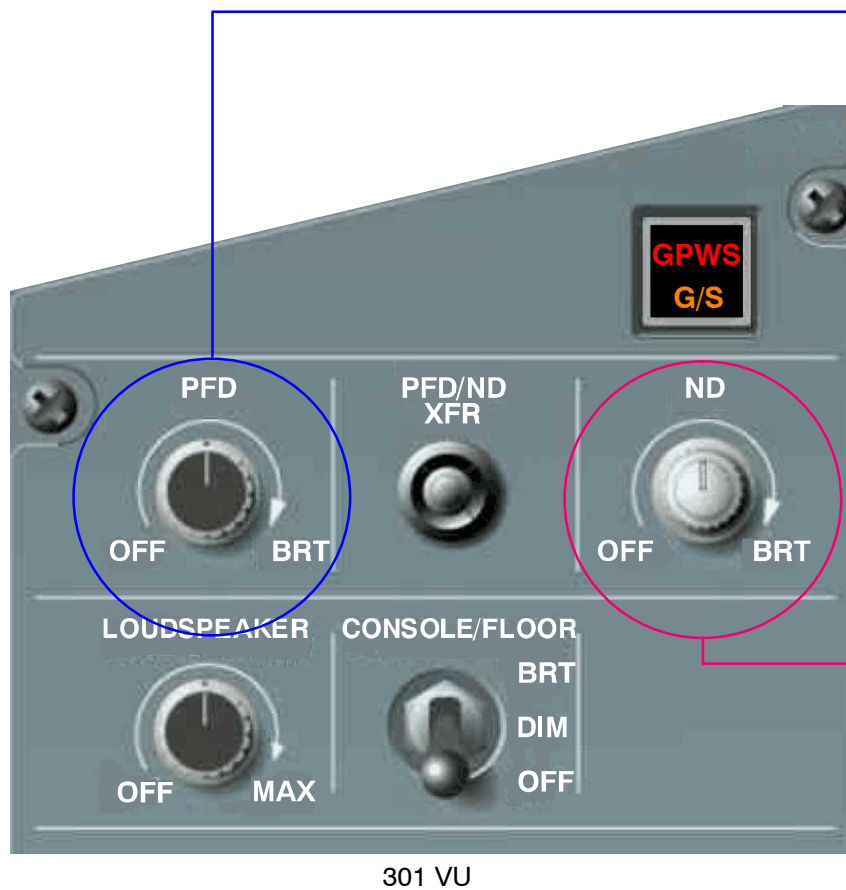 GPWS
G/S
PFD
PFD/ND
XFR
ND
OFF
BRT
OFF
BRT
LOUDSPEAKER
CONSOLE/FLOOR
BRT
DIM
OFF
OFF
MAX
301 VU